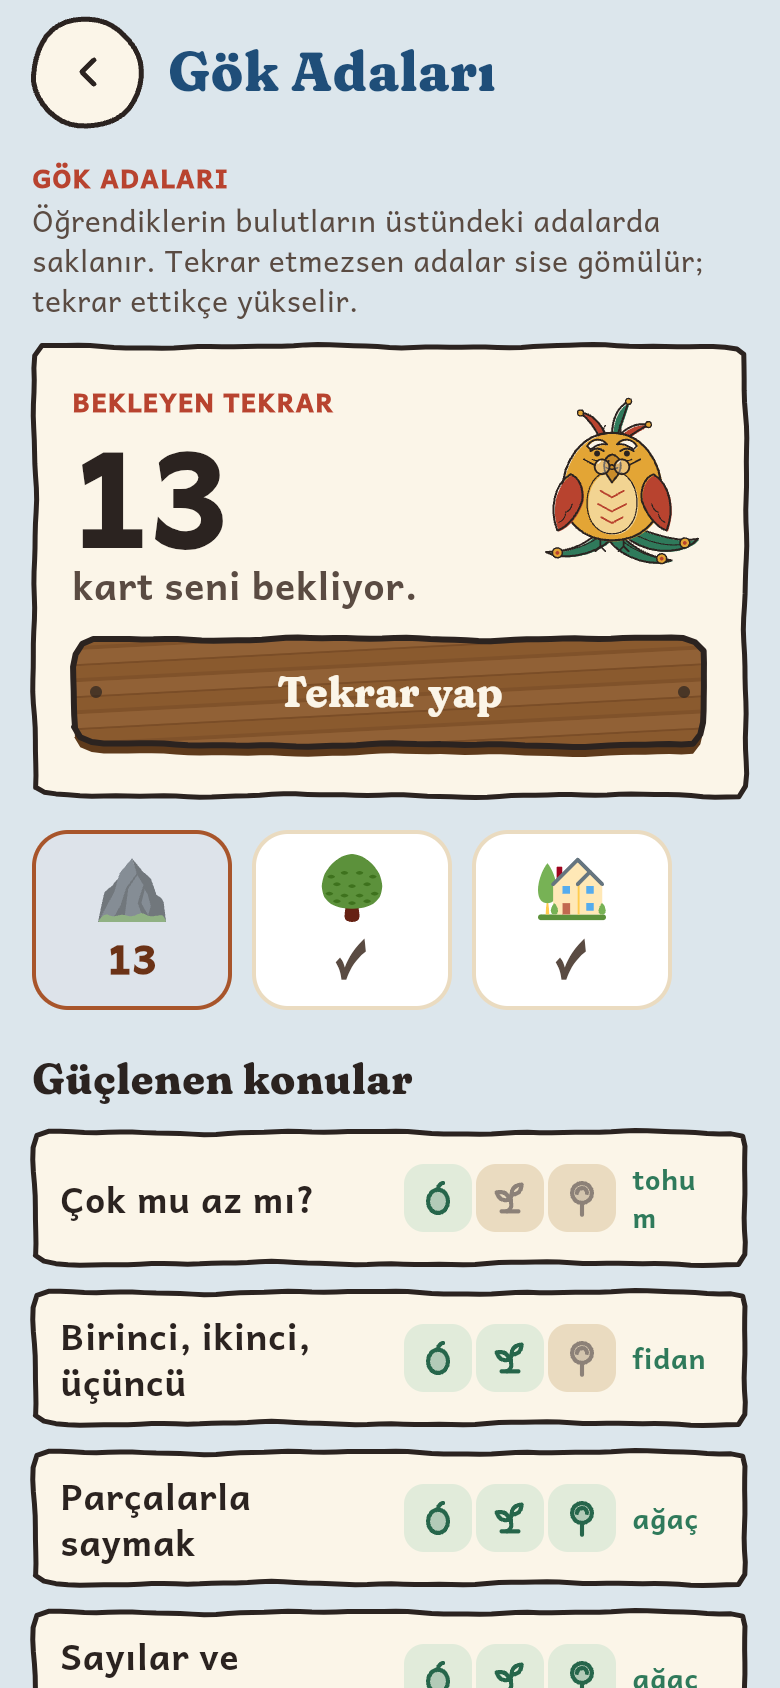 Gök Adaları
GÖK ADALARI
Öğrendiklerin bulutların üstündeki adalarda
saklanır. Tekrar etmezsen adalar sise gömülür;
tekrar ettikçe yükselir.
BEKLEYEN TEKRAR
13
kart seni bekliyor.
Tekrar yap
13
Güçlenen konular
Çok mu az mı?
tohu
m
Birinci, ikinci,
üçüncü
fidan
Parçalarla
saymak
ağaç
Sayılar ve
ağaç